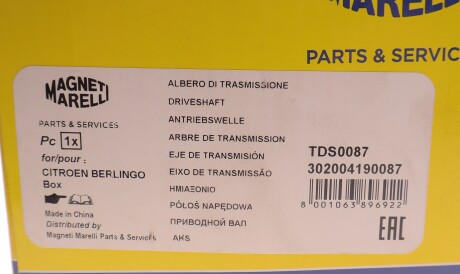 MARELLI
PARTS & SERVIC
MAGNETI
MARELLI
PARTS & SERVICES
Pc 1x
for/pour :
CITROEN BERLINGO
Box
Made in China
Distributed by
Magneti Marelli Parts & Services
ALBERO DI TRASMISSIONE
DRIVESHAFT
ANTRIEBSWELLE
ARBRE DE TRANSMISSION
EJE DE TRANSMISIÓN
EIXO DE TRANSMISSÃO
ΗΜΙΑΞΟΝΙΟ
PÓŁOŚ NAPĘDOWA
ПРИВОДНОЙ ВАЛ
AKS
TDS0087
302004190087
8 001063 896922
EAC